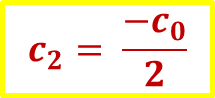 c₂ = −c₀/2